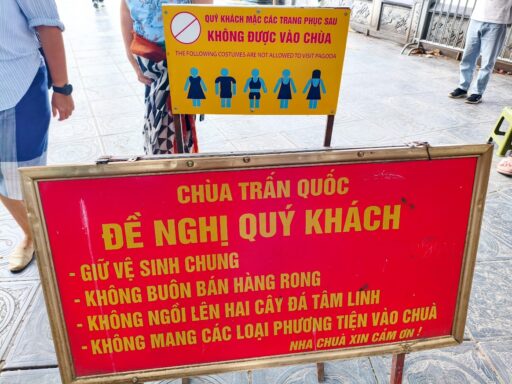 QUÝ KHÁCH MẶC CÁC TRANG PHỤC SAU
KHÔNG ĐƯỢC VÀO CHÙA
THE FOLLOWING COSTUMES ARE NOT ALLOWED TO VISIT PAGODA
CHÙA TRẤN QUỐC
ĐỀ NGHỊ QUÝ KHÁCH
- GIỮ VỆ SINH CHUNG
- KHÔNG BUÔN BÁN HÀNG RONG
- KHÔNG NGỒI LÊN HAI CÂY ĐÁ TÂM LINH
- KHÔNG MANG CÁC LOẠI PHƯƠNG TIỆN VÀO CHUÀ
NHÀ CHUÀ XIN CẢM ƠN !